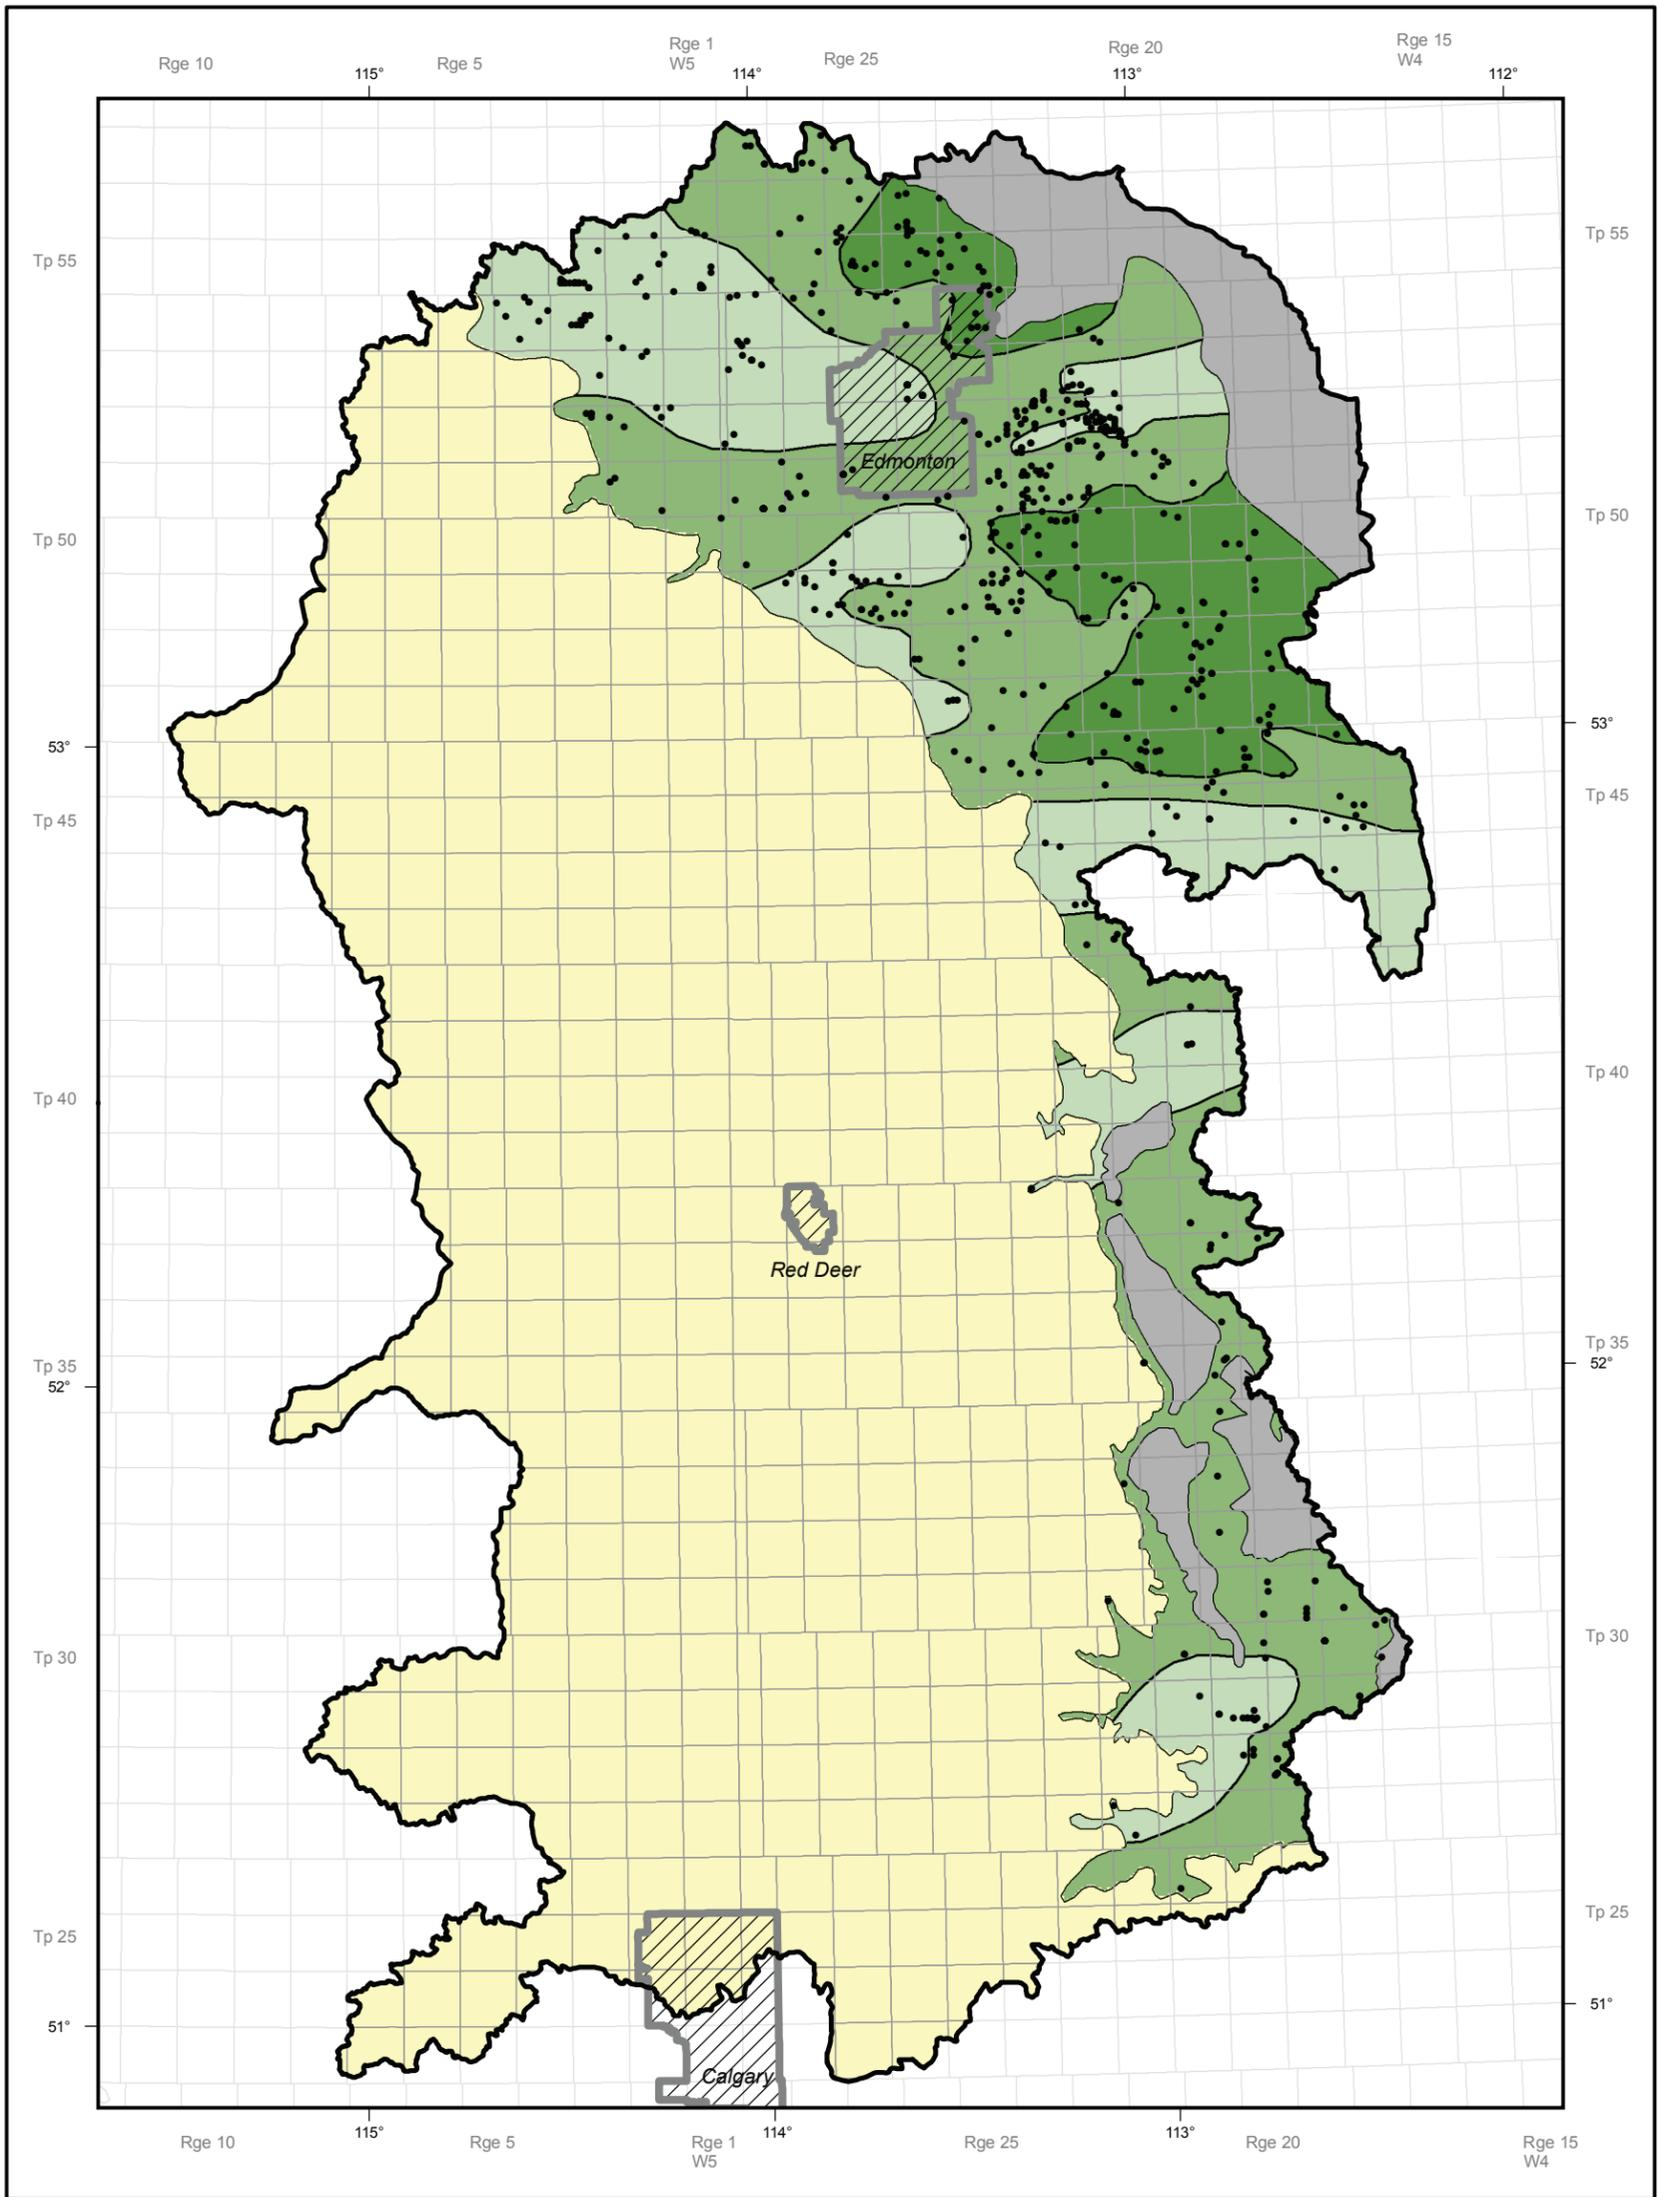 Rge 10
Rge 5
Rge 1
W5
Rge 25
Rge 20
Rge 15
W4
115°
114°
113°
112°
Tp 55
Tp 55
Edmonton
Tp 50
Tp 50
53°
53°
Tp 45
Tp 45
Tp 40
Tp 40
Red Deer
Tp 35
Tp 35
52°
52°
Tp 30
Tp 30
Tp 25
Tp 25
51°
51°
Calgary
115°
114°
113°
Rge 10
Rge 5
Rge 1
W5
Rge 25
Rge 20
Rge 15
W4